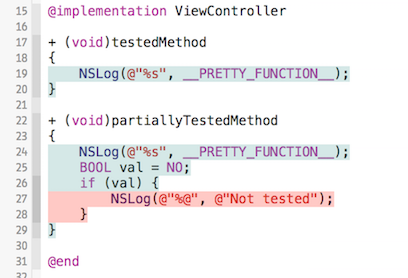 15 @implementation ViewController
16
17 + (void)testedMethod
18 {
19     NSLog(@"%s", __PRETTY_FUNCTION__);
20 }
21
22 + (void)partiallyTestedMethod
23 {
24     NSLog(@"%s", __PRETTY_FUNCTION__);
25     BOOL val = NO;
26     if (val) {
27         NSLog(@"%@", @"Not tested");
28     }
29 }
30
31 @end
32